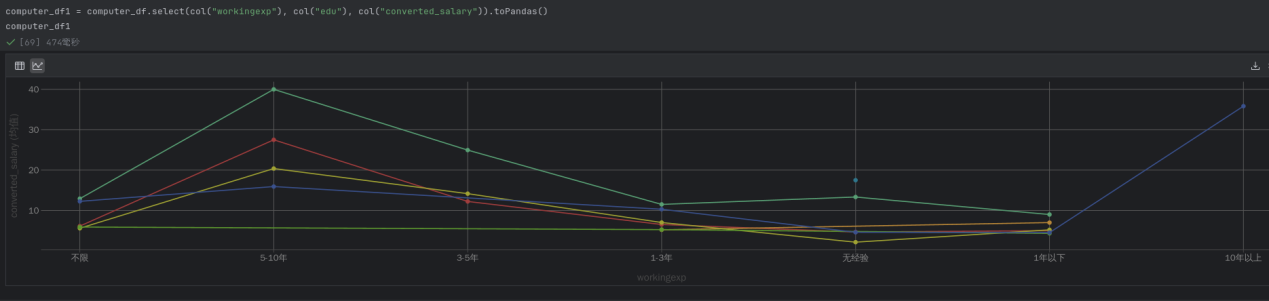 computer_df1 = computer_df.select(col("workingexp"), col("edu"), col("converted_salary")).toPandas()
computer_df1
[69] 474毫秒
40
30
20
10
converted_salary (均值)
不限 5-10年 3-5年 1-3年 无经验 1年以下 10年以上
workingexp